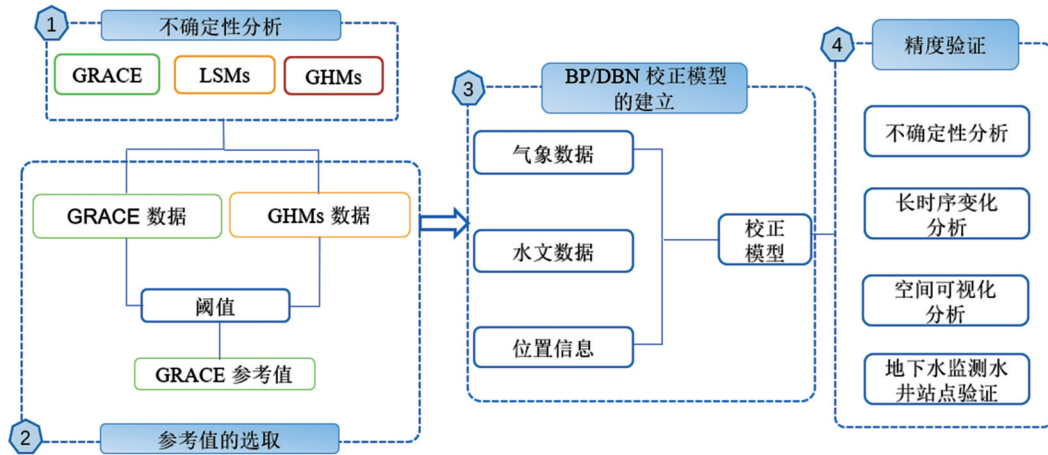 1
不确定性分析
GRACE
LSMs
GHMs
GRACE 数据
GHMs 数据
阈值
GRACE 参考值
2
参考值的选取
3
BP/DBN 校正模型
的建立
气象数据
水文数据
位置信息
校正
模型
4
精度验证
不确定性分析
长时序变化
分析
空间可视化
分析
地下水监测水
井站点验证